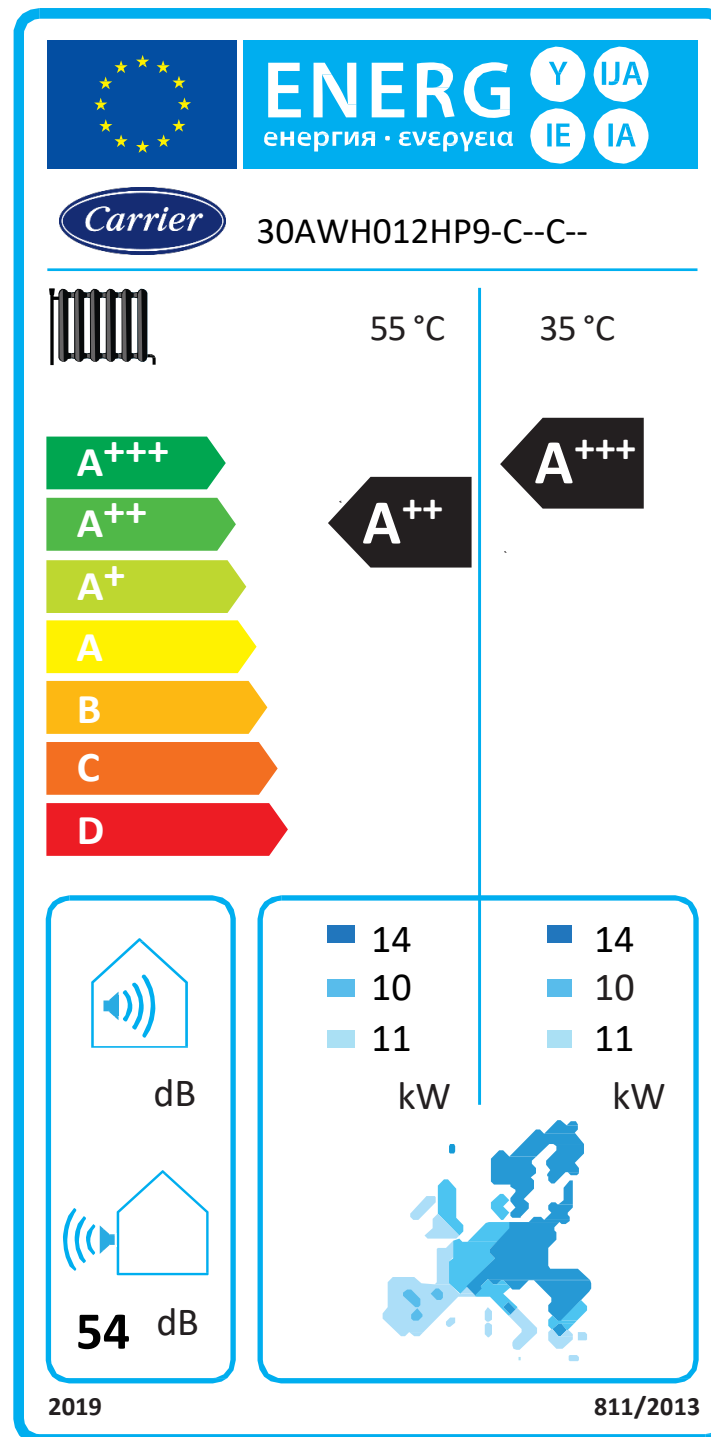 ENERG Y IJA
енергия · ενεργεια IE IA
Carrier 30AWH012HP9-C--C--
55 °C 35 °C
A+++ A+++
A++ A++
A+
A
B
C
D
14 14
10 10
11 11
dB kW kW
54 dB
2019 811/2013